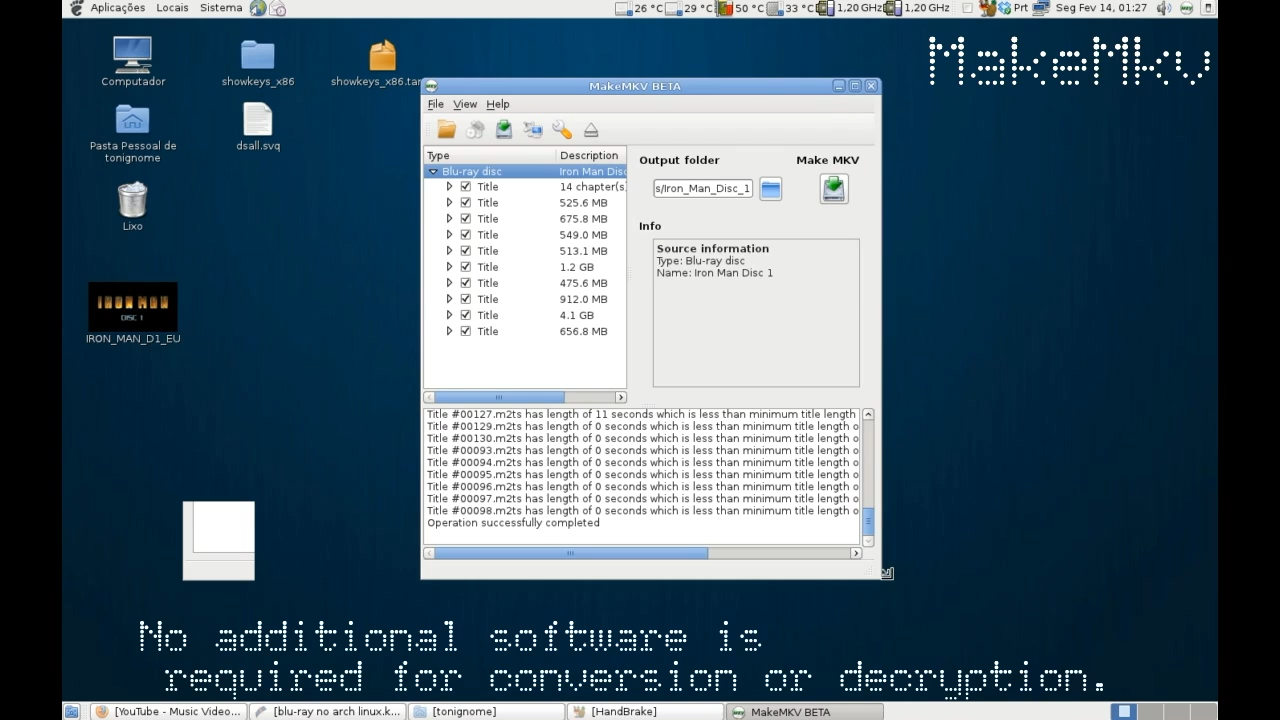 Aplicações Locais Sistema 26 °C 29 °C 50 °C 33 °C 1,20 GHz 1,20 GHz Prt Seg Fev 14, 01:27
MakeMkv
Computador
showkeys_x86
showkeys_x86.tar
Pasta Pessoal de
tonignome
dsall.svq
Lixo
IRON MAN
DISC 1
IRON_MAN_D1_EU
MakeMKV BETA
File View Help
Type Description
Blu-ray disc Iron Man Disc
Title 14 chapter(s)
Title 525.6 MB
Title 675.8 MB
Title 549.0 MB
Title 513.1 MB
Title 1.2 GB
Title 475.6 MB
Title 912.0 MB
Title 4.1 GB
Title 656.8 MB
Output folder Make MKV
s/Iron_Man_Disc_1
Info
Source information
Type: Blu-ray disc
Name: Iron Man Disc 1
Title #00127.m2ts has length of 11 seconds which is less than minimum title length
Title #00129.m2ts has length of 0 seconds which is less than minimum title length o
Title #00130.m2ts has length of 0 seconds which is less than minimum title length o
Title #00093.m2ts has length of 0 seconds which is less than minimum title length o
Title #00094.m2ts has length of 0 seconds which is less than minimum title length o
Title #00095.m2ts has length of 0 seconds which is less than minimum title length o
Title #00096.m2ts has length of 0 seconds which is less than minimum title length o
Title #00097.m2ts has length of 0 seconds which is less than minimum title length o
Title #00098.m2ts has length of 0 seconds which is less than minimum title length o
Operation successfully completed
No additional software is
required for conversion or decryption.
[YouTube - Music Video... [blu-ray no arch linux.k... [tonignome] [HandBrake] MakeMKV BETA